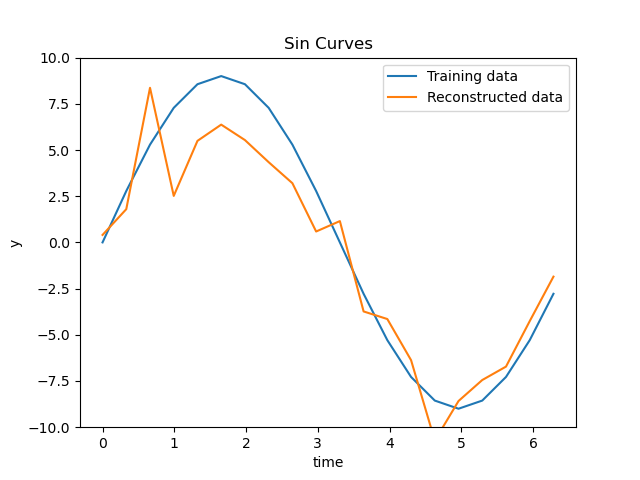 Sin Curves
Training data
Reconstructed data
10.0
7.5
5.0
2.5
0.0
−2.5
−5.0
−7.5
−10.0
y
0 1 2 3 4 5 6
time